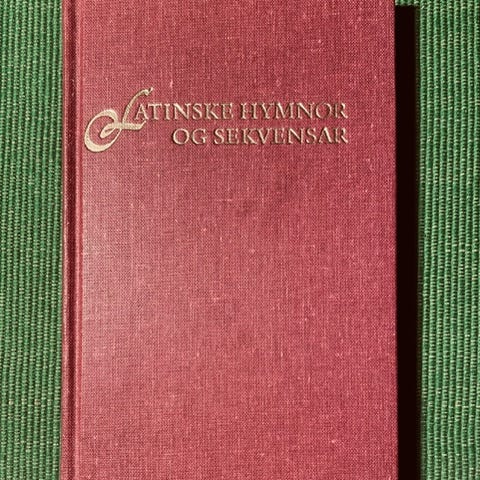 LATINSKE HYMNOR
OG SEKVENSAR